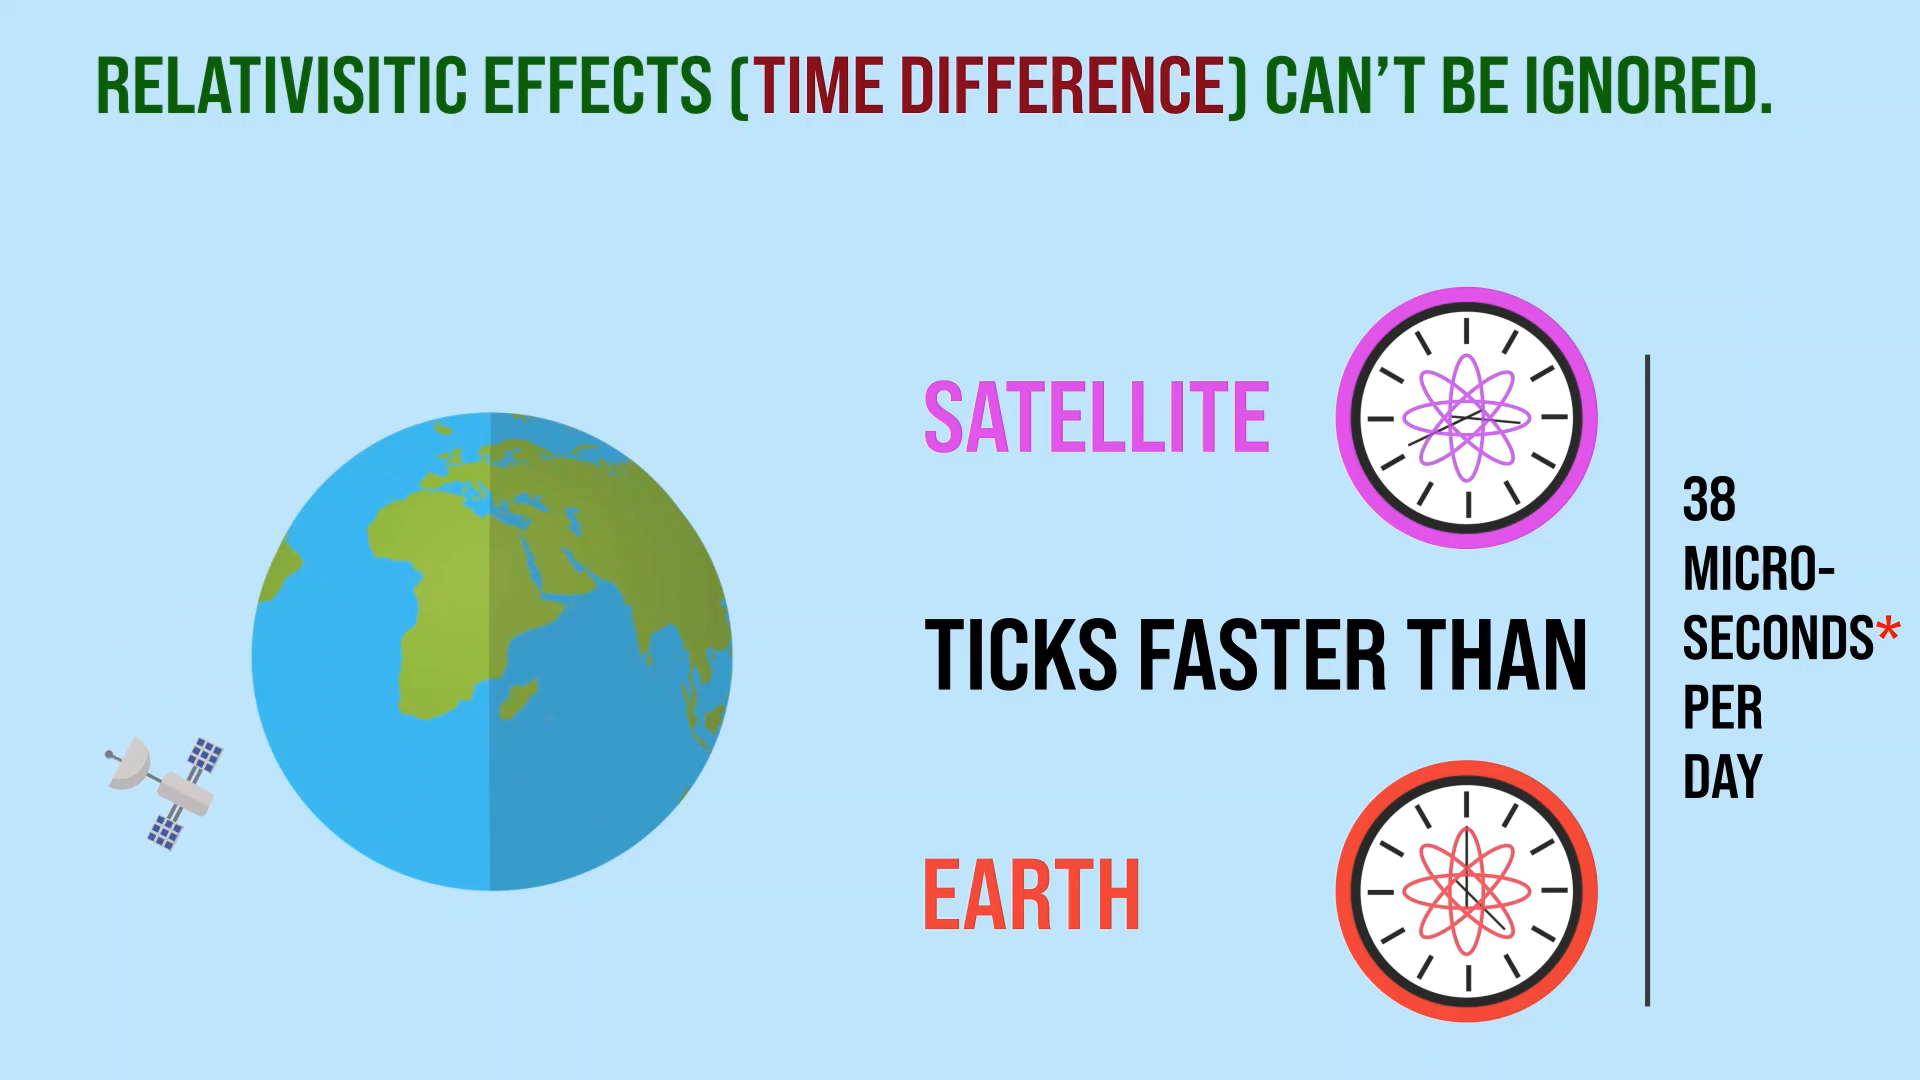 RELATIVISITIC EFFECTS (TIME DIFFERENCE) CAN'T BE IGNORED.
SATELLITE
TICKS FASTER THAN
EARTH
38
MICRO-
SECONDS*
PER
DAY